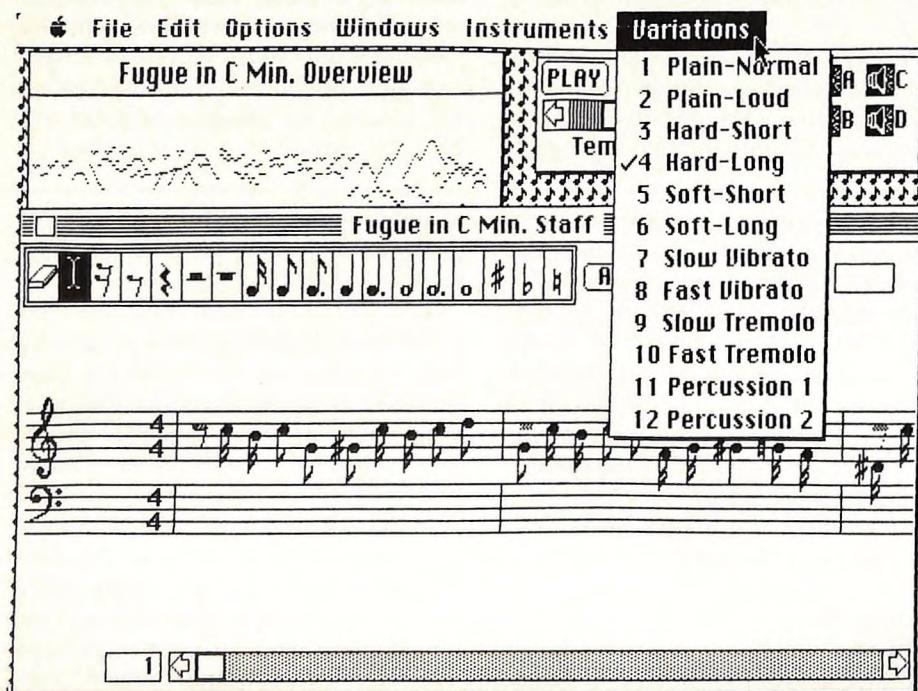 File Edit Options Windows Instruments Variations
Fugue in C Min. Overview
PLAY
A C
B D
Tem
1 Plain-Normal
2 Plain-Loud
3 Hard-Short
✓4 Hard-Long
5 Soft-Short
6 Soft-Long
7 Slow Vibrato
8 Fast Vibrato
9 Slow Tremolo
10 Fast Tremolo
11 Percussion 1
12 Percussion 2
Fugue in C Min. Staff
A
4
4
4
4
1